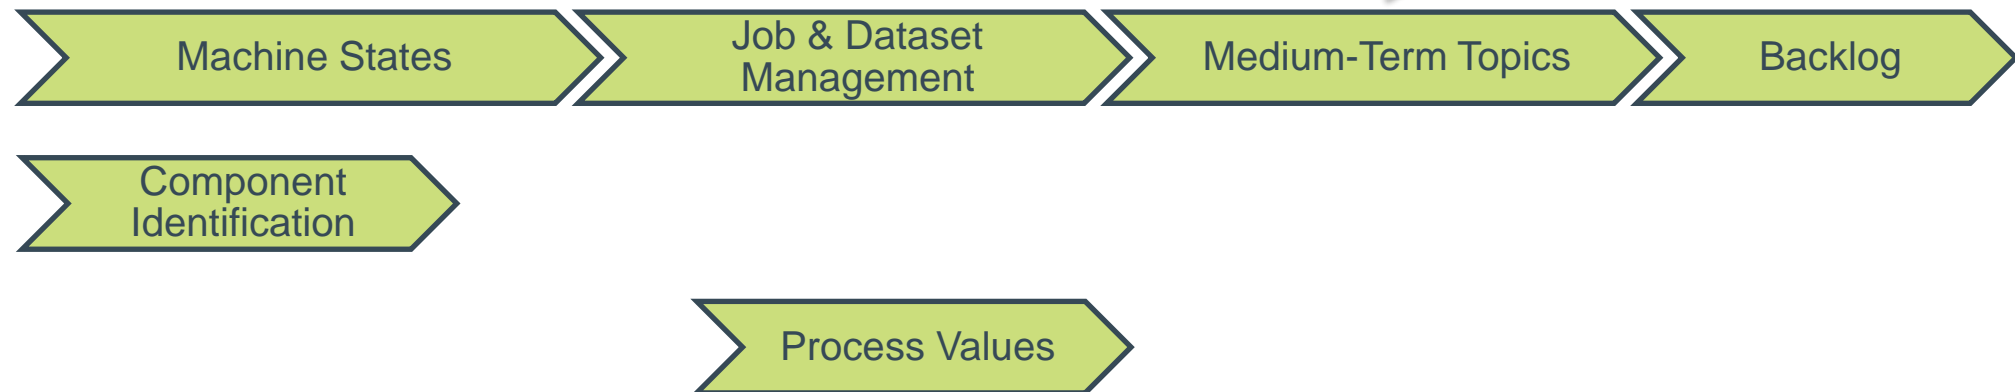 Machine States
Job & Dataset
Management
Medium-Term Topics
Backlog
Component
Identification
Process Values